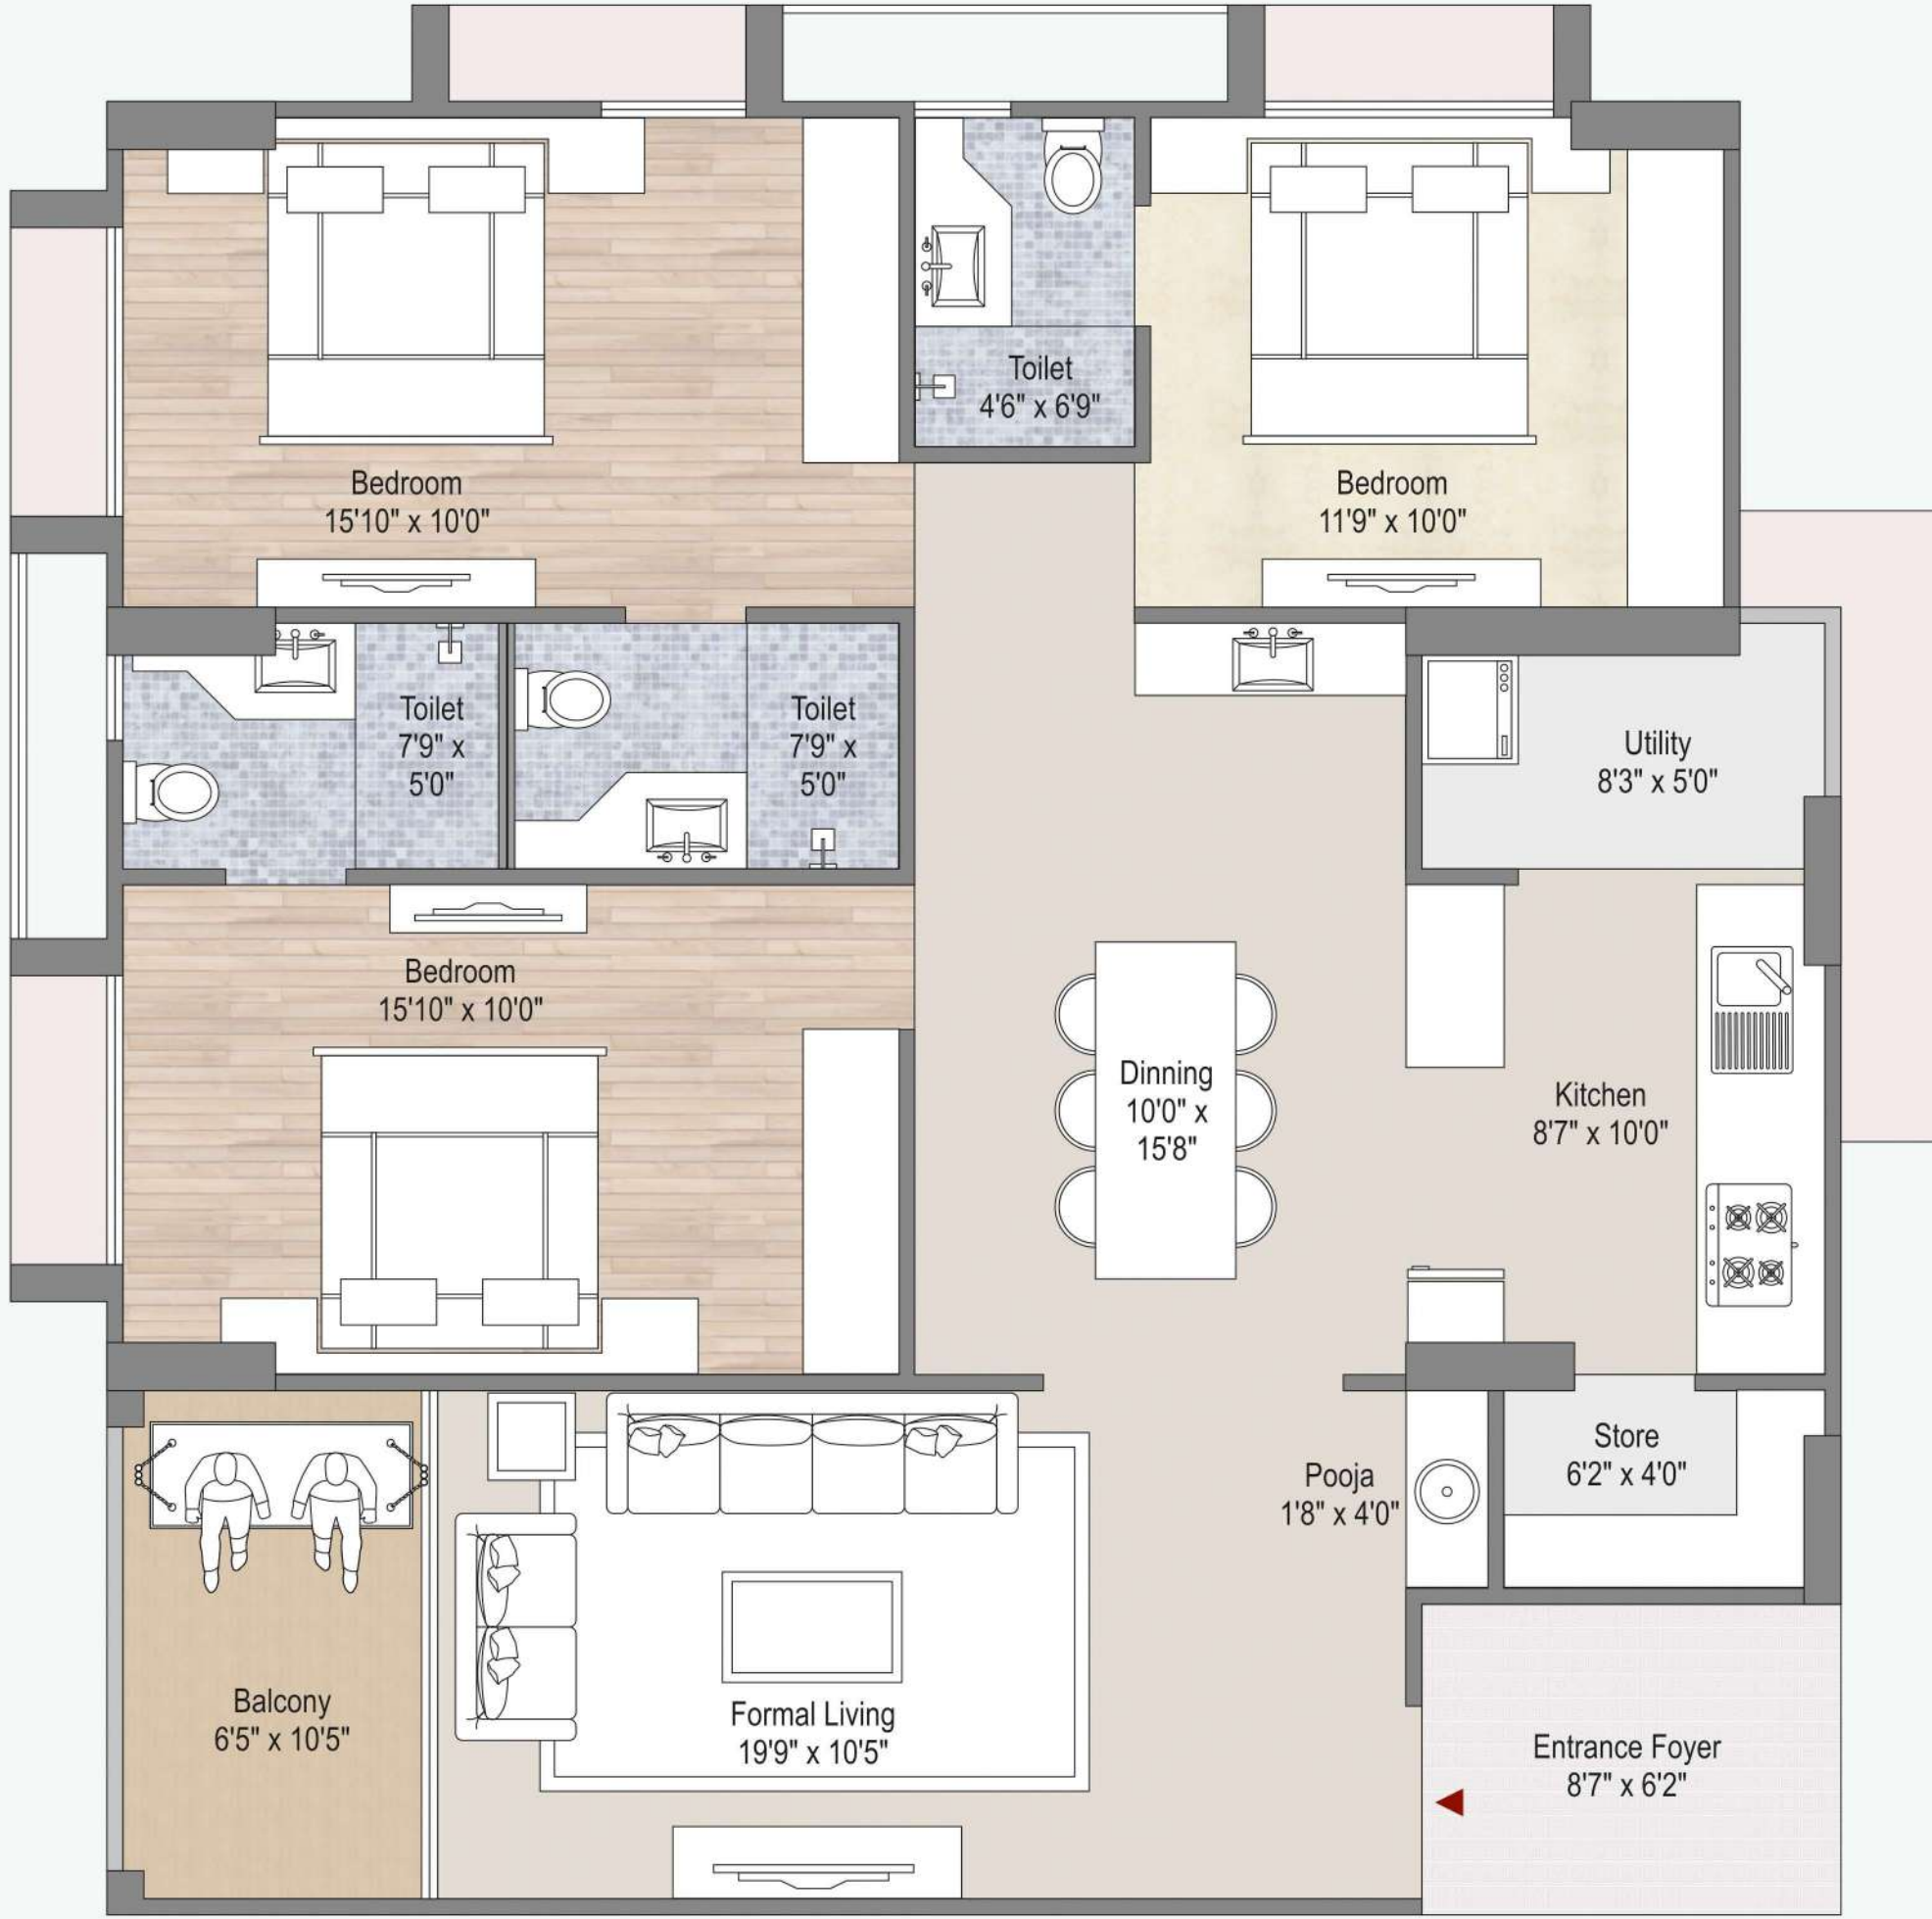 Toilet
4'6" x 6'9"
Bedroom
15'10" x 10'0"
Bedroom
11'9" x 10'0"
Toilet
7'9" x
5'0"
Toilet
7'9" x
5'0"
Utility
8'3" x 5'0"
Bedroom
15'10" x 10'0"
Dinning
10'0" x
15'8"
Kitchen
8'7" x 10'0"
Store
6'2" x 4'0"
Pooja
1'8" x 4'0"
Balcony
6'5" x 10'5"
Formal Living
19'9" x 10'5"
Entrance Foyer
8'7" x 6'2"